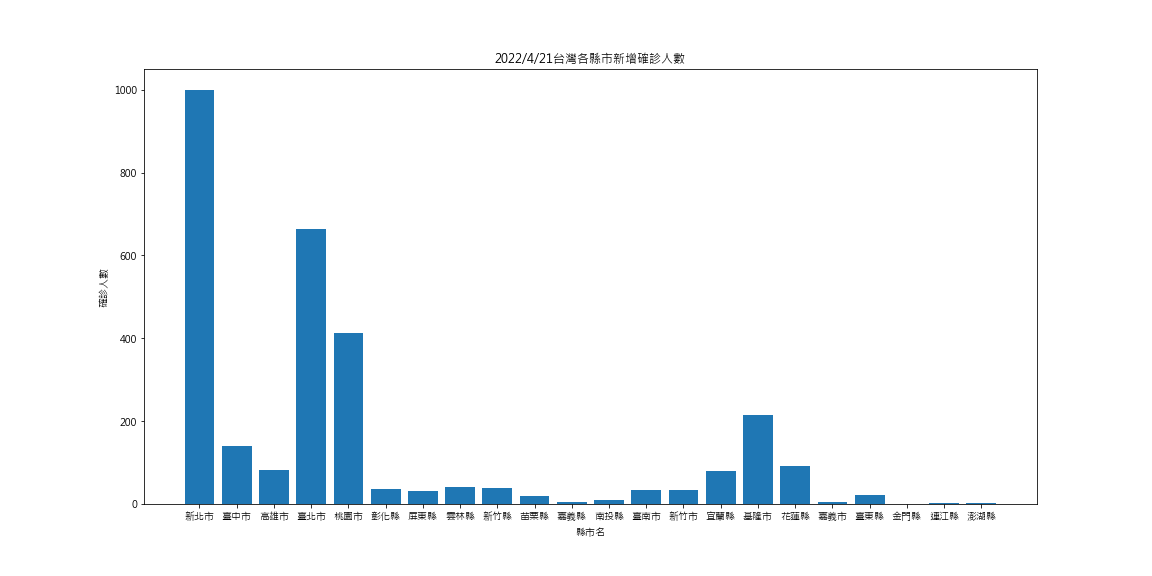 2022/4/21台灣各縣市新增確診人數
確診人數
1000
800
600
400
200
0
新北市 臺中市 高雄市 臺北市 桃園市 彰化縣 屏東縣 雲林縣 新竹縣 苗栗縣 嘉義縣 南投縣 臺南市 新竹市 宜蘭縣 基隆市 花蓮縣 嘉義市 臺東縣 金門縣 連江縣 澎湖縣
縣市名